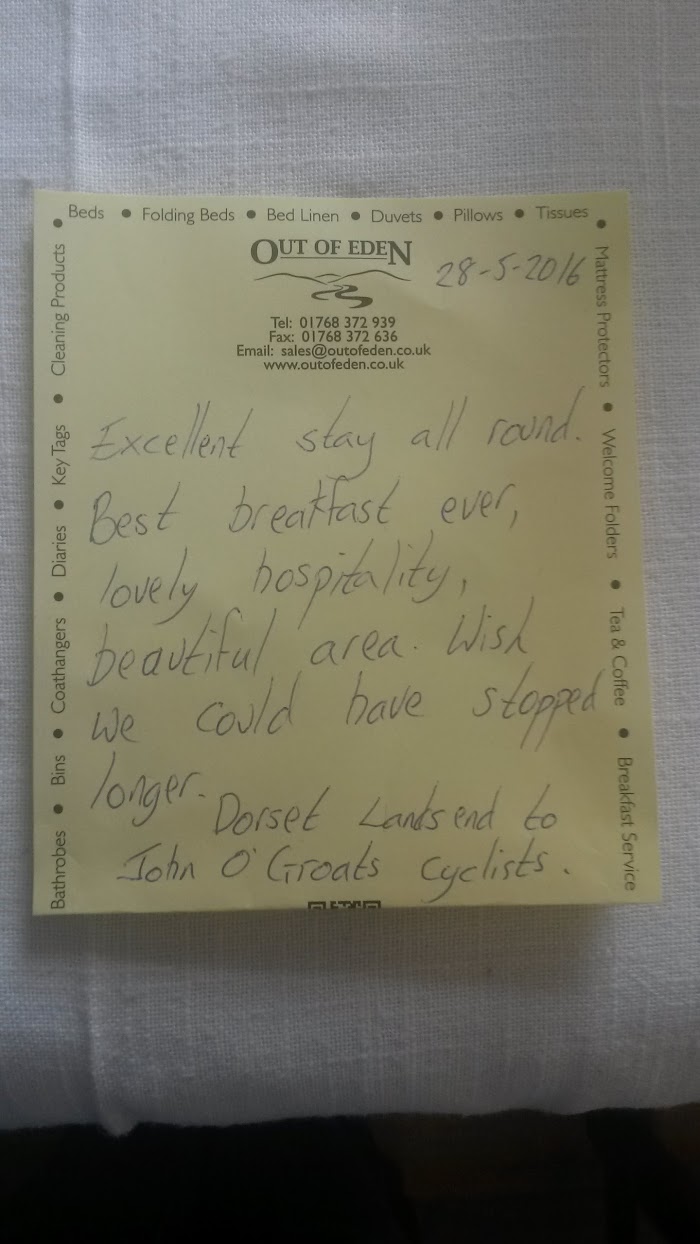 Beds • Folding Beds • Bed Linen • Duvets • Pillows • Tissues
• Mattress Protectors • Welcome Folders • Tea & Coffee • Breakfast Service
Bathrobes • Bins • Coathangers • Diaries • Key Tags • Cleaning Products •
OUT OF EDEN
28-5-2016
Tel: 01768 372 939
Fax: 01768 372 636
Email: sales@outofeden.co.uk
www.outofeden.co.uk
Excellent stay all round.
Best breakfast ever,
lovely hospitality,
beautiful area. Wish
we could have stopped
longer.
Dorset Lands end to
John O'Groats cyclists.